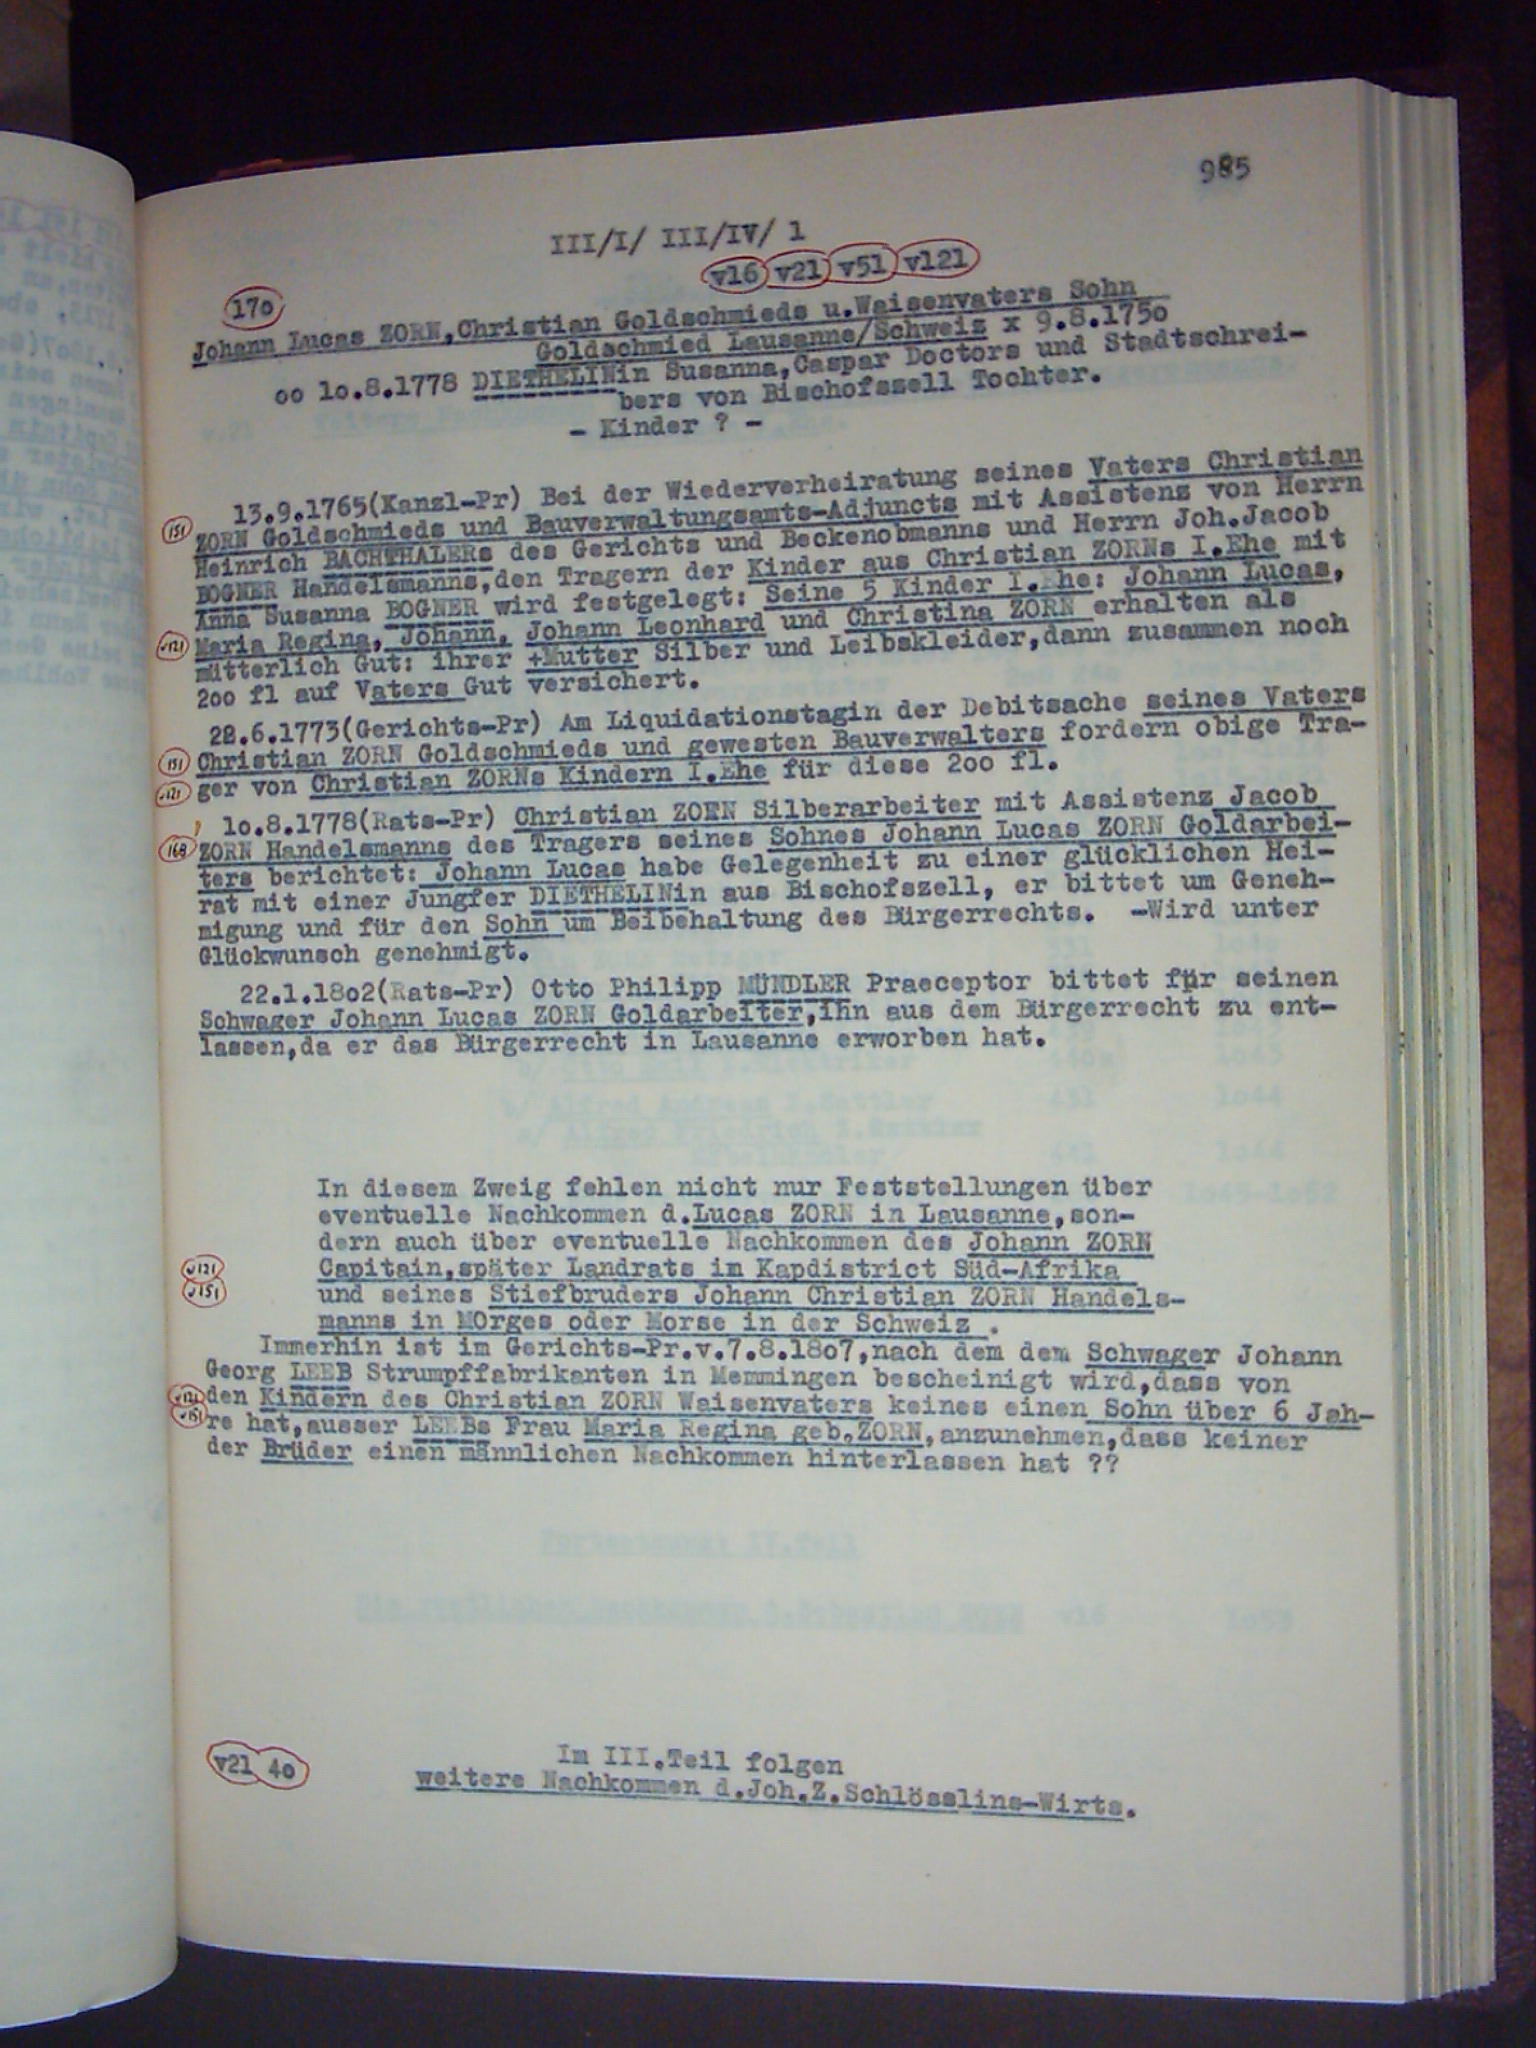 985
III/I/ III/IV/ 1
v16 v21 v51 v121
170
Johann Lucas ZORN,Christian Goldschmieds u.Waisenvaters Sohn
Goldschmied Lausanne/Schweiz x 9.8.175o
oo 1o.8.1778 DIETHELINin Susanna,Caspar Doctors und Stadtschrei-
bers von Bischofszell Tochter.
- Kinder ? -
13.9.1765(Kanzl-Pr) Bei der Wiederverheiratung seines Vaters Christian
151 ZORN Goldschmieds und Bauverwaltungsamts-Adjuncts mit Assistenz von Herrn
Heinrich BACHTHALERs des Gerichts und Beckenobmanns und Herrn Joh.Jacob
BOGNER Handelsmanns,den Tragern der Kinder aus Christian ZORNs I.Ehe mit
Anna Susanna BOGNER wird festgelegt: Seine 5 Kinder I.Ehe: Johann Lucas,
v121 Maria Regina, Johann, Johann Leonhard und Christina ZORN erhalten als
mütterlich Gut: ihrer +Mutter Silber und Leibskleider,dann zusammen noch
2oo fl auf Vaters Gut versichert.
22.6.1773(Gerichts-Pr) Am Liquidationstagin der Debitsache seines Vaters
151 Christian ZORN Goldschmieds und gewesten Bauverwalters fordern obige Tra-
v121 ger von Christian ZORNs Kindern I.Ehe für diese 2oo fl.
1o.8.1778(Rats-Pr) Christian ZORN Silberarbeiter mit Assistenz Jacob
168 ZORN Handelsmanns des Tragers seines Sohnes Johann Lucas ZORN Goldarbei-
ters berichtet: Johann Lucas habe Gelegenheit zu einer glücklichen Hei-
rat mit einer Jungfer DIETHELINin aus Bischofszell, er bittet um Geneh-
migung und für den Sohn um Beibehaltung des Bürgerrechts. -Wird unter
Glückwunsch genehmigt.
22.1.18o2(Rats-Pr) Otto Philipp MÜNDLER Praeceptor bittet für seinen
Schwager Johann Lucas ZORN Goldarbeiter,ihn aus dem Bürgerrecht zu ent-
lassen,da er das Bürgerrecht in Lausanne erworben hat.
In diesem Zweig fehlen nicht nur Feststellungen über
eventuelle Nachkommen d.Lucas ZORN in Lausanne,son-
dern auch über eventuelle Nachkommen des Johann ZORN
v121 Capitain,später Landrats im Kapdistrict Süd-Afrika
v151 und seines Stiefbruders Johann Christian ZORN Handels-
manns in MOrges oder Morse in der Schweiz .
Immerhin ist im Gerichts-Pr.v.7.8.18o7,nach dem dem Schwager Johann
Georg LEEB Strumpffabrikanten in Memmingen bescheinigt wird,dass von
v121 den Kindern des Christian ZORN Waisenvaters keines einen Sohn über 6 Jah-
v151 re hat,ausser LEEBs Frau Maria Regina geb.ZORN,anzunehmen,dass keiner
der Brüder einen männlichen Nachkommen hinterlassen hat ??
v21 4o
Im III.Teil folgen
weitere Nachkommen d.Joh.Z.Schlösslins-Wirts.